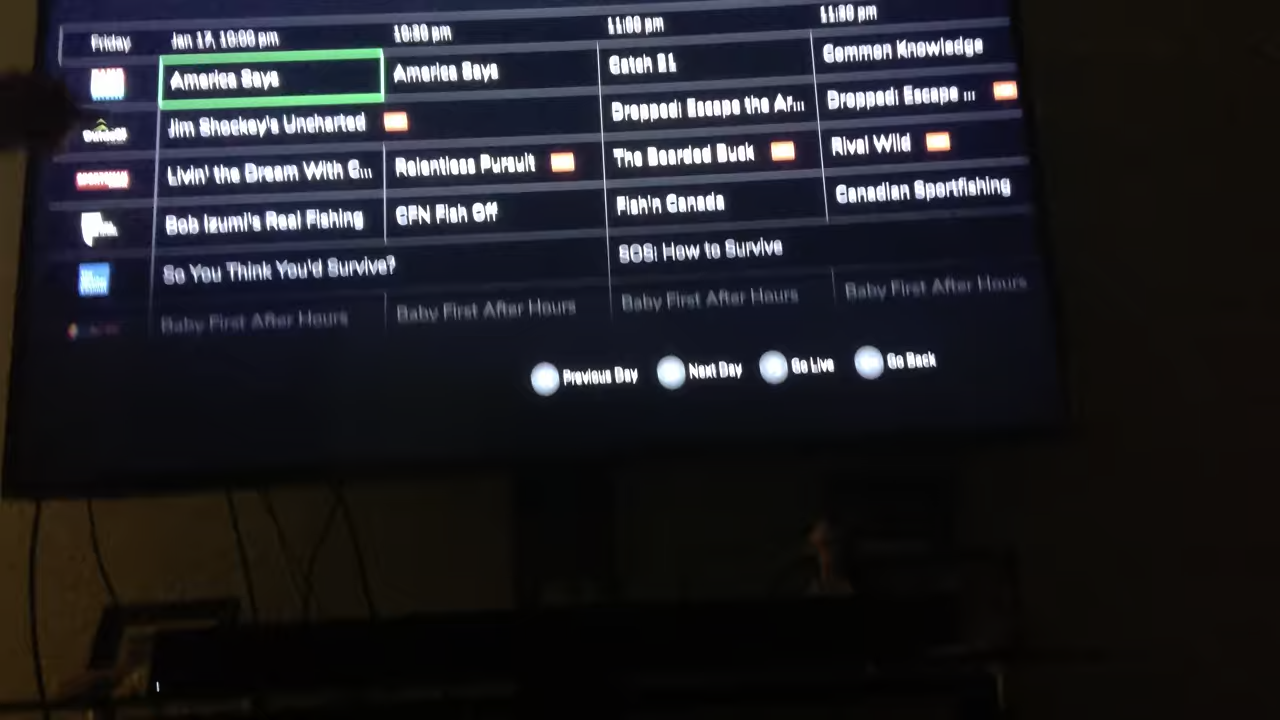 Friday Jan 17, 10:00 pm 10:30 pm 11:00 pm 11:30 pm
America Says America Says Catch 21 Common Knowledge
Jim Shockey's Uncharted Dropped: Escape the Ar... Dropped: Escape ...
SPORTSMAN Livin' the Dream With G... Relentless Pursuit The Bearded Buck Rival Wild
Bob Izumi's Real Fishing CFN Fish Off Fish'n Canada Canadian Sportfishing
So You Think You'd Survive? SOS: How to Survive
Baby First After Hours Baby First After Hours Baby First After Hours Baby First After Hours
Previous Day Next Day Go Live Go Back